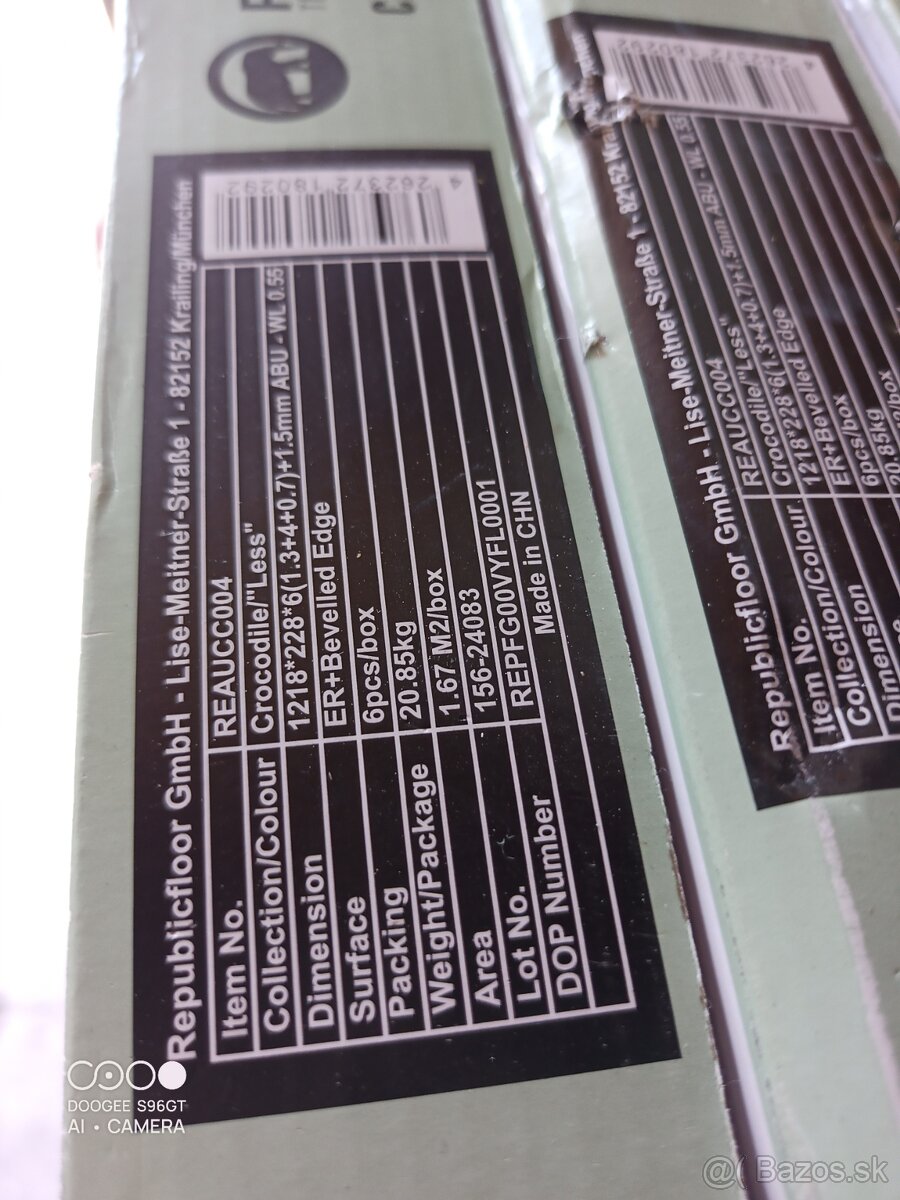 Republicfloor GmbH - Lise-Meitner-Straße 1 - 82152 Krailing/München
Item No. REAUCC004
Collection/Colour Crocodile/"Less"
Dimension 1218*228*6(1.3+4+0.7)+1.5mm ABU - WL 0.55
Surface ER+Bevelled Edge
Packing 6pcs/box
Weight/Package 20.85kg
Area 1.67 M2/box
Lot No. 156-24083
DOP Number REPFG00VYFL0001
Made in CHN
4 262372 180292
Republicfloor GmbH - Lise-Meitner-Straße 1 - 82152
Item No. REAUCC004
Collection/Colour Crocodile/"Less"
Collection 1218*228*6(1.3+4+0.7)+1.5mm ABU - WL 0.55
ER+Bevelled Edge
6pcs/box
20.85kg
4 262372 180292
DOOGEE S96GT
AI • CAMERA
@( Bazos.sk